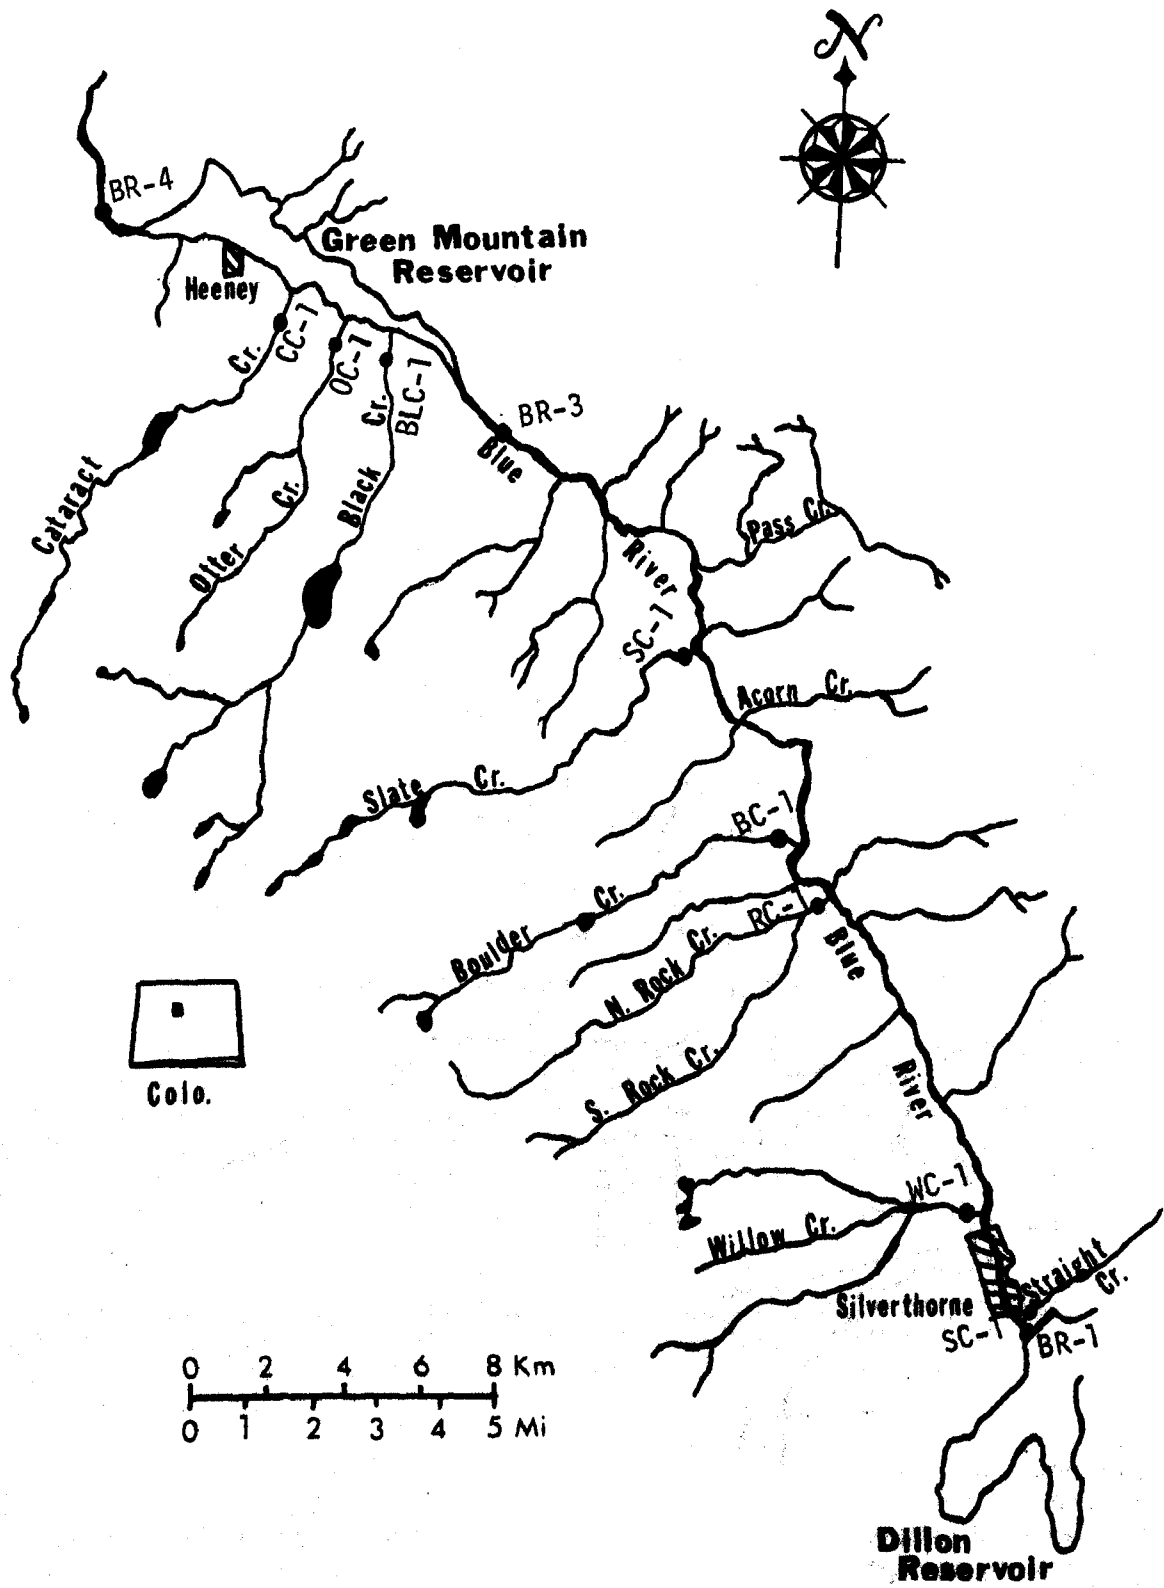 N
BR-4
Green Mountain
Reservoir
Heeney
CC-1
Cr.
OC-1
BLC-1
Cr.
BR-3
Blue
Cataract
Cr.
Otter
Black
Pass Cr.
River
SC-1
Acorn Cr.
Slate Cr.
BC-1
Boulder Cr.
RC-1
N. Rock Cr.
Blue
S. Rock Cr.
River
Colo.
WC-1
Willow Cr.
Straight
Cr.
Silverthorne
SC-1
BR-1
0 2 4 6 8 Km
0 1 2 3 4 5 Mi
Dillon
Reservoir